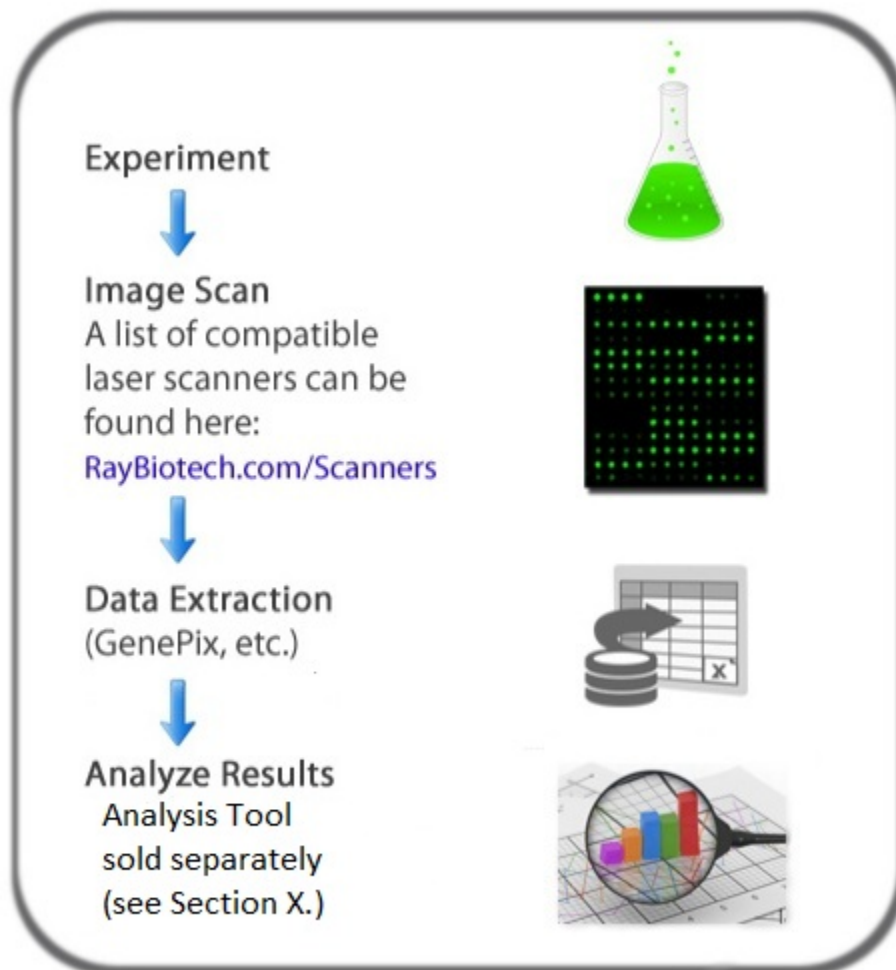 Experiment
Image Scan
A list of compatible
laser scanners can be
found here:
RayBiotech.com/Scanners
Data Extraction
(GenePix, etc.)
X
Analyze Results
Analysis Tool
sold separately
(see Section X.)